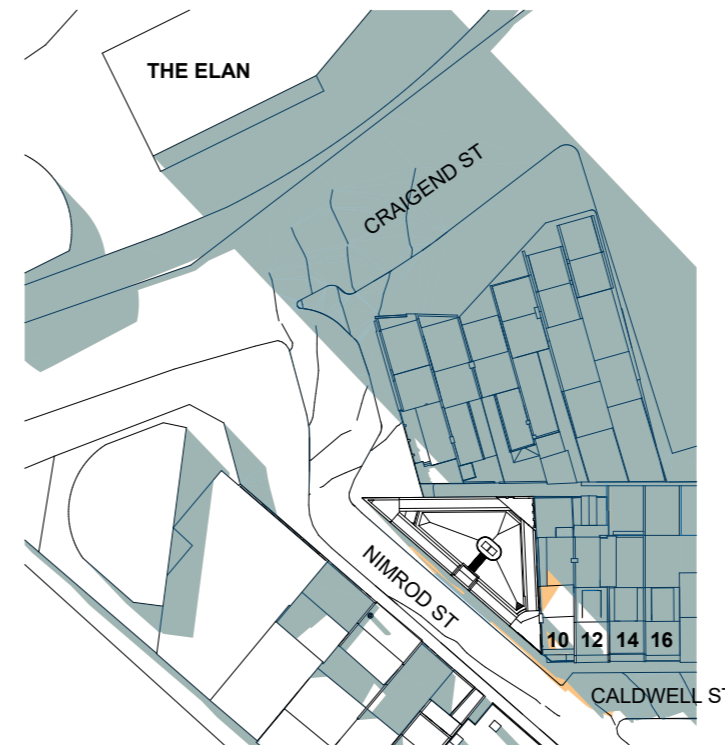 THE ELAN
CRAIGEND ST
NIMROD ST
10 12 14 16
CALDWELL ST